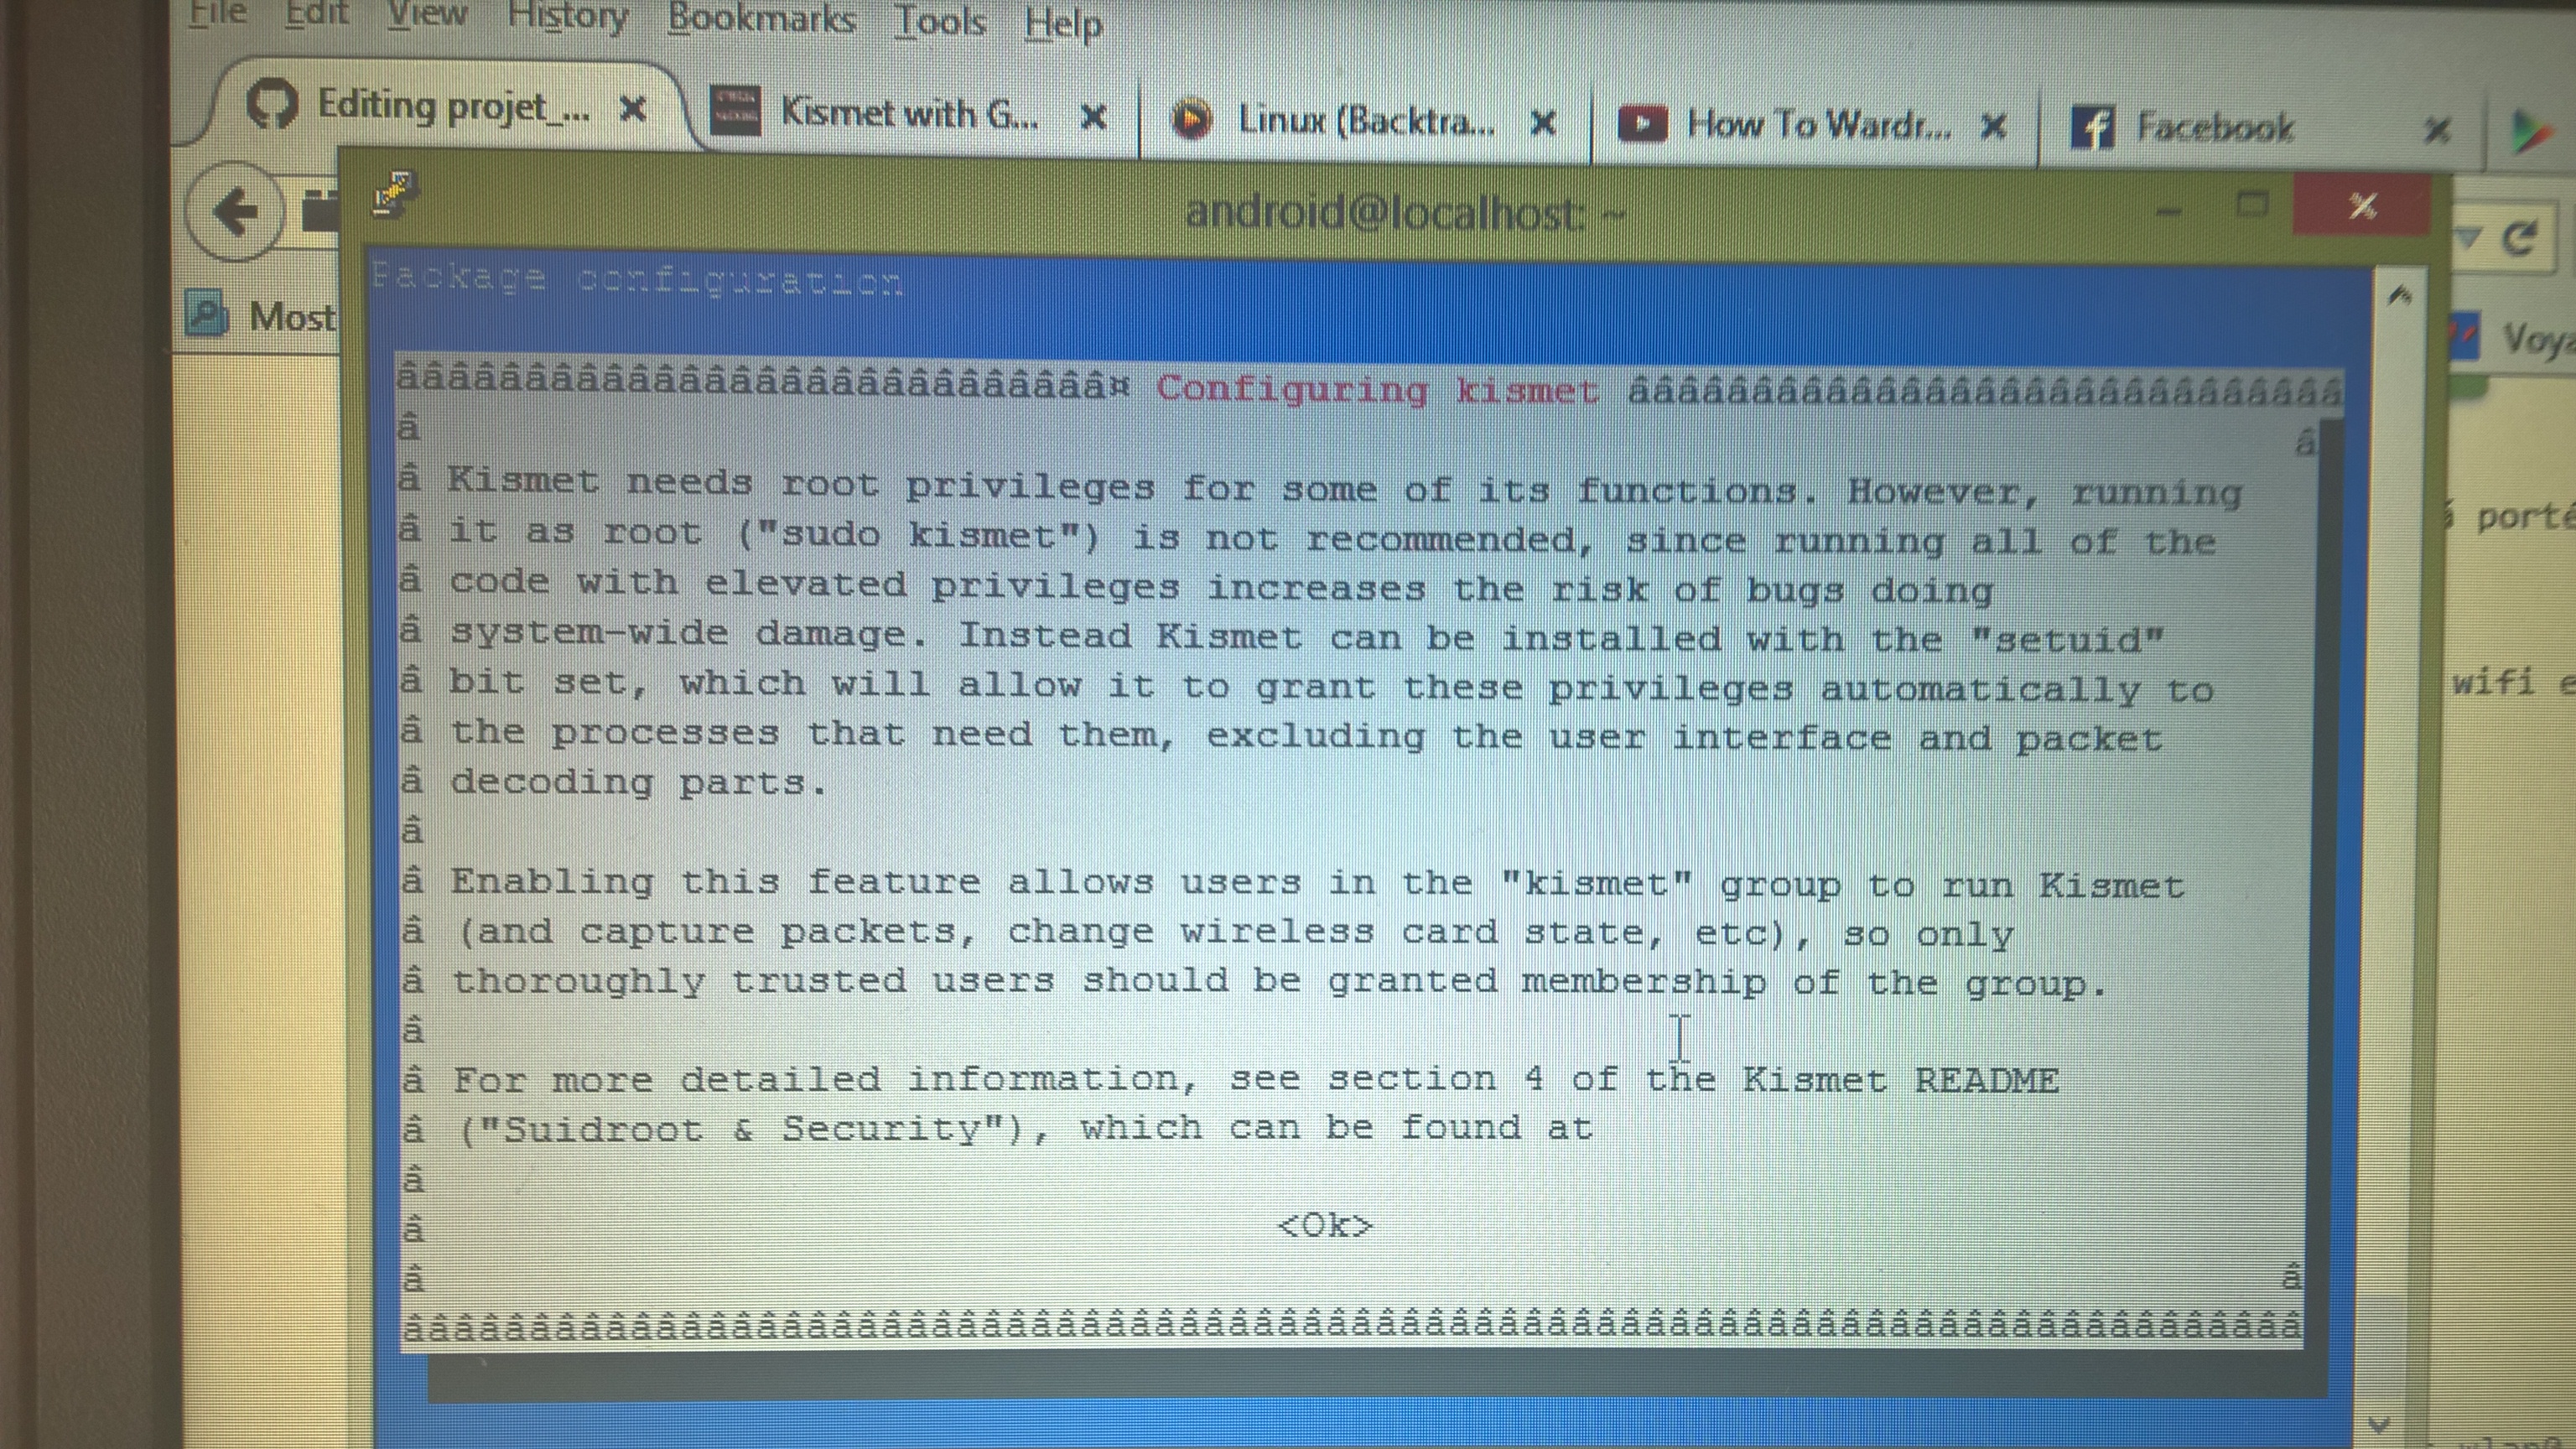 File Edit View History Bookmarks Tools Help
Editing projet_... Kismet with G... Linux (Backtra... How To Wardr... Facebook
android@localhost: ~
Package configuration
Most
Voya
âââââââââââââââââââââââââââââ¤ Configuring kismet ââââââââââââââââââââââââââââ
â â
â Kismet needs root privileges for some of its functions. However, running
â it as root ("sudo kismet") is not recommended, since running all of the
â code with elevated privileges increases the risk of bugs doing
â system-wide damage. Instead Kismet can be installed with the "setuid"
â bit set, which will allow it to grant these privileges automatically to
â the processes that need them, excluding the user interface and packet
â decoding parts.
â
â Enabling this feature allows users in the "kismet" group to run Kismet
â (and capture packets, change wireless card state, etc), so only
â thoroughly trusted users should be granted membership of the group.
â
â For more detailed information, see section 4 of the Kismet README
â ("Suidroot & Security"), which can be found at
â
â <Ok>
â â
âââââââââââââââââââââââââââââââââââââââââââââââââââââââââââââââââââââââââââ
porté
wifi e